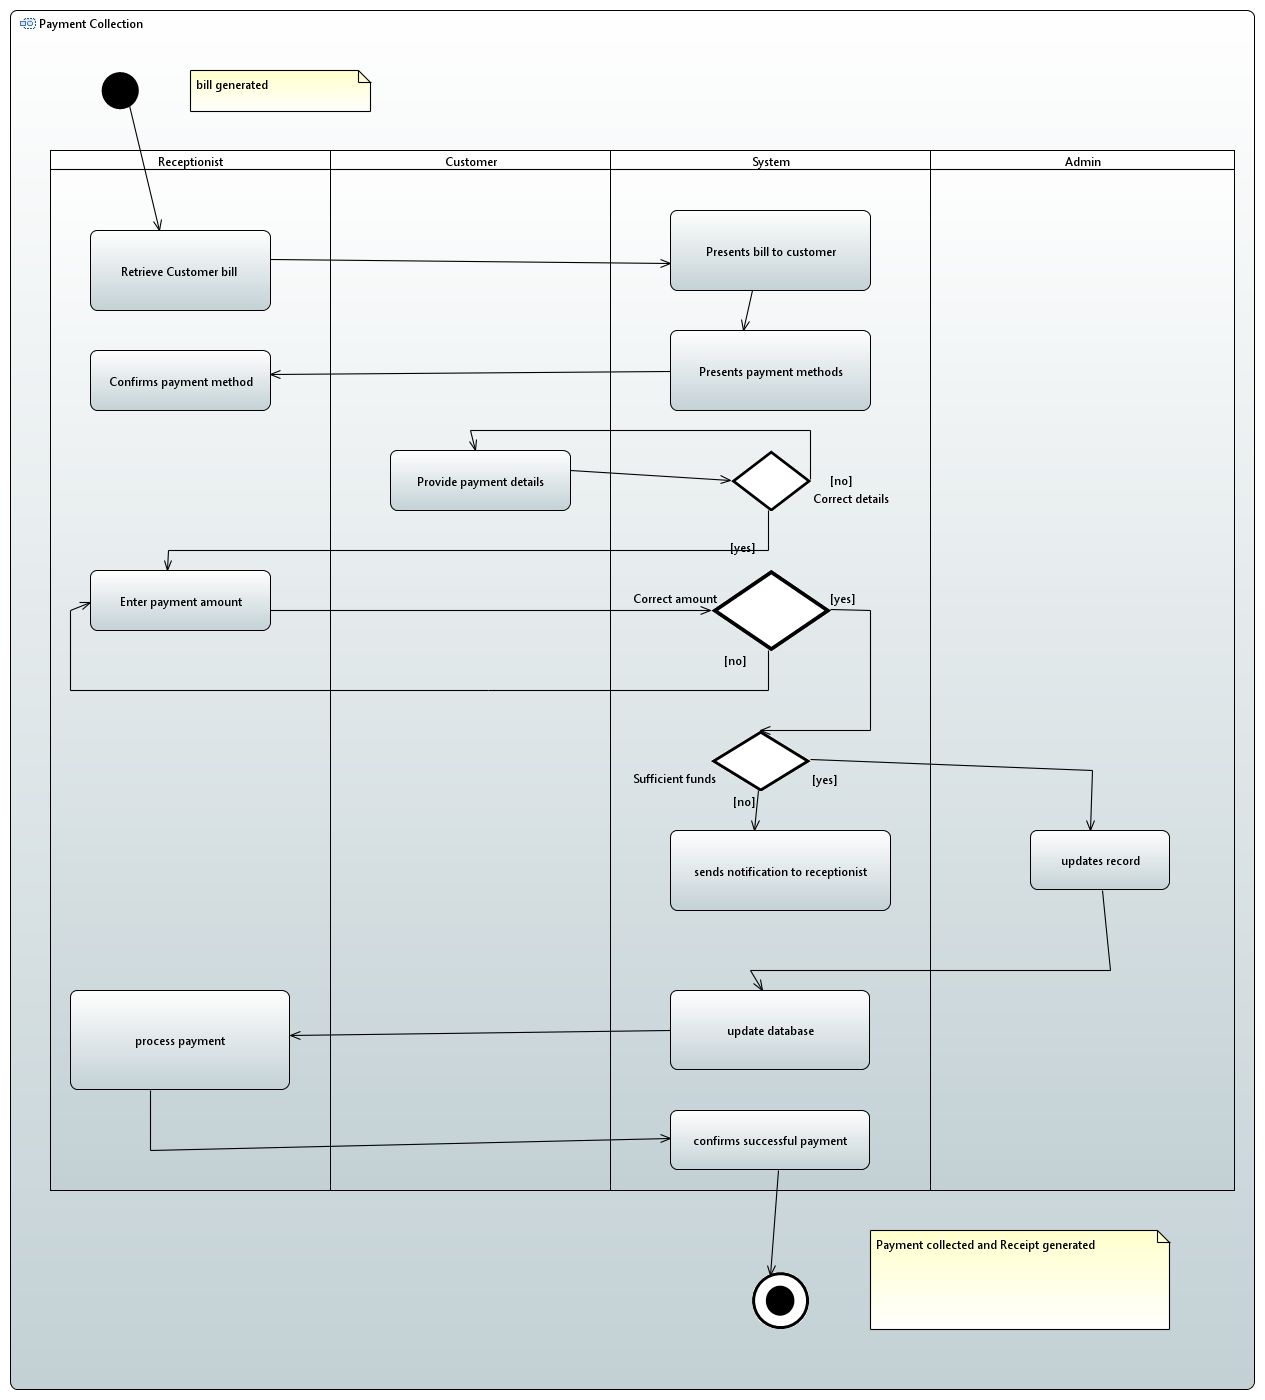 Payment Collection
bill generated
Receptionist
Customer
System
Admin
Presents bill to customer
Retrieve Customer bill
Presents payment methods
Confirms payment method
Provide payment details
[no]
Correct details
[yes]
Enter payment amount
Correct amount
[yes]
[no]
Sufficient funds
[yes]
[no]
sends notification to receptionist
updates record
process payment
update database
confirms successful payment
Payment collected and Receipt generated